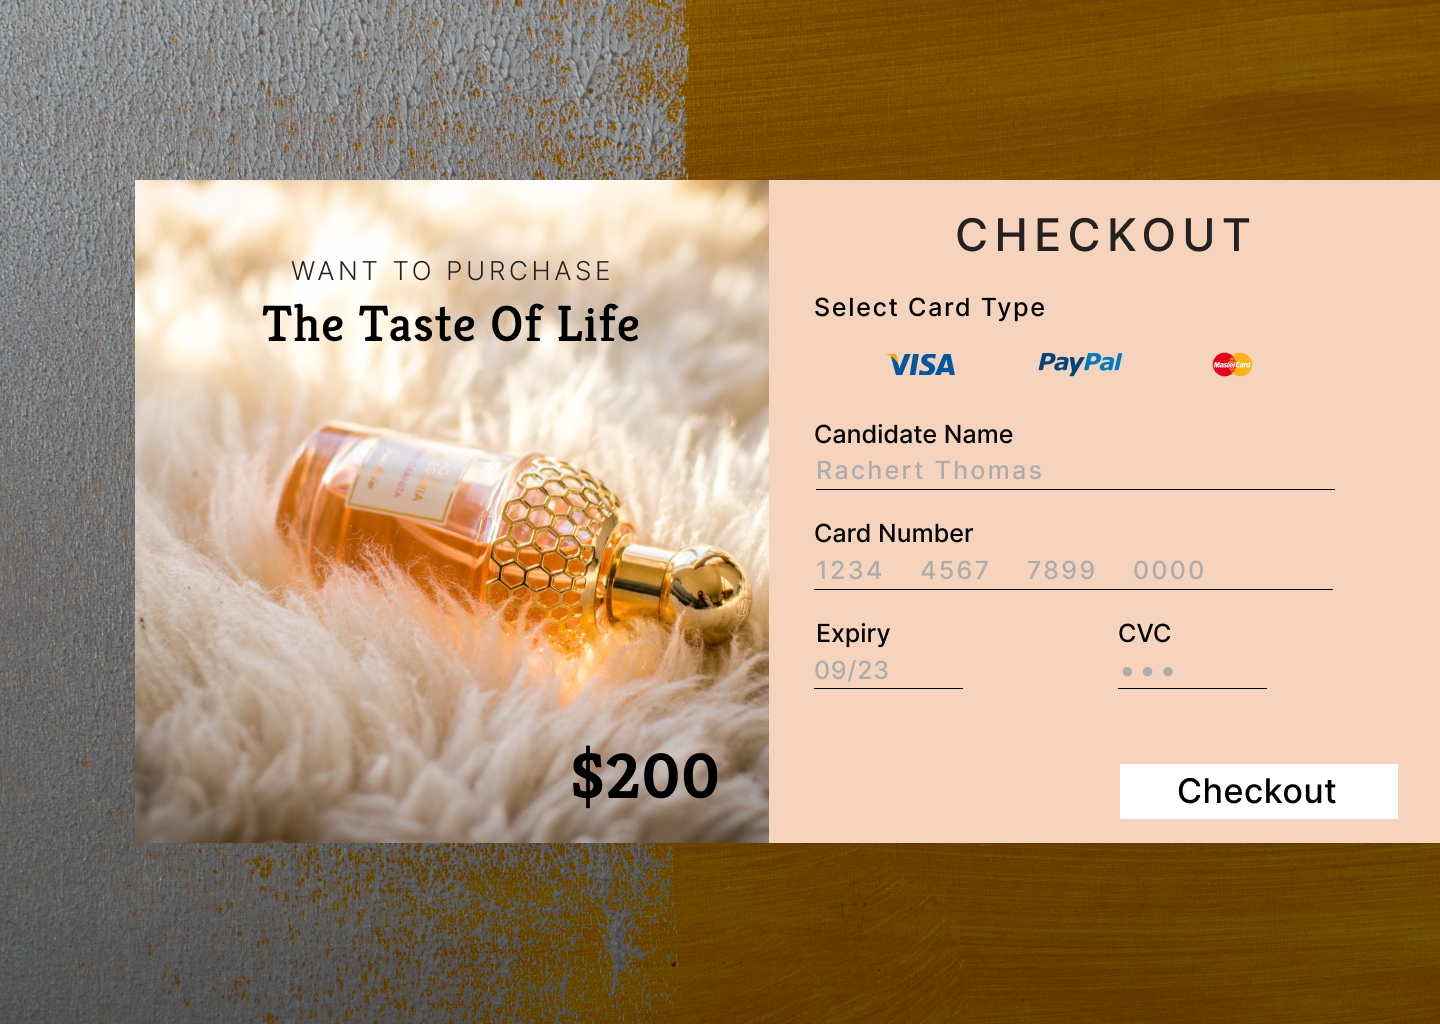 WANT TO PURCHASE
The Taste Of Life
$200
CHECKOUT
Select Card Type
VISA
PayPal
MasterCard
Candidate Name
Rachert Thomas
Card Number
1234 4567 7899 0000
Expiry
09/23
CVC
•••
Checkout